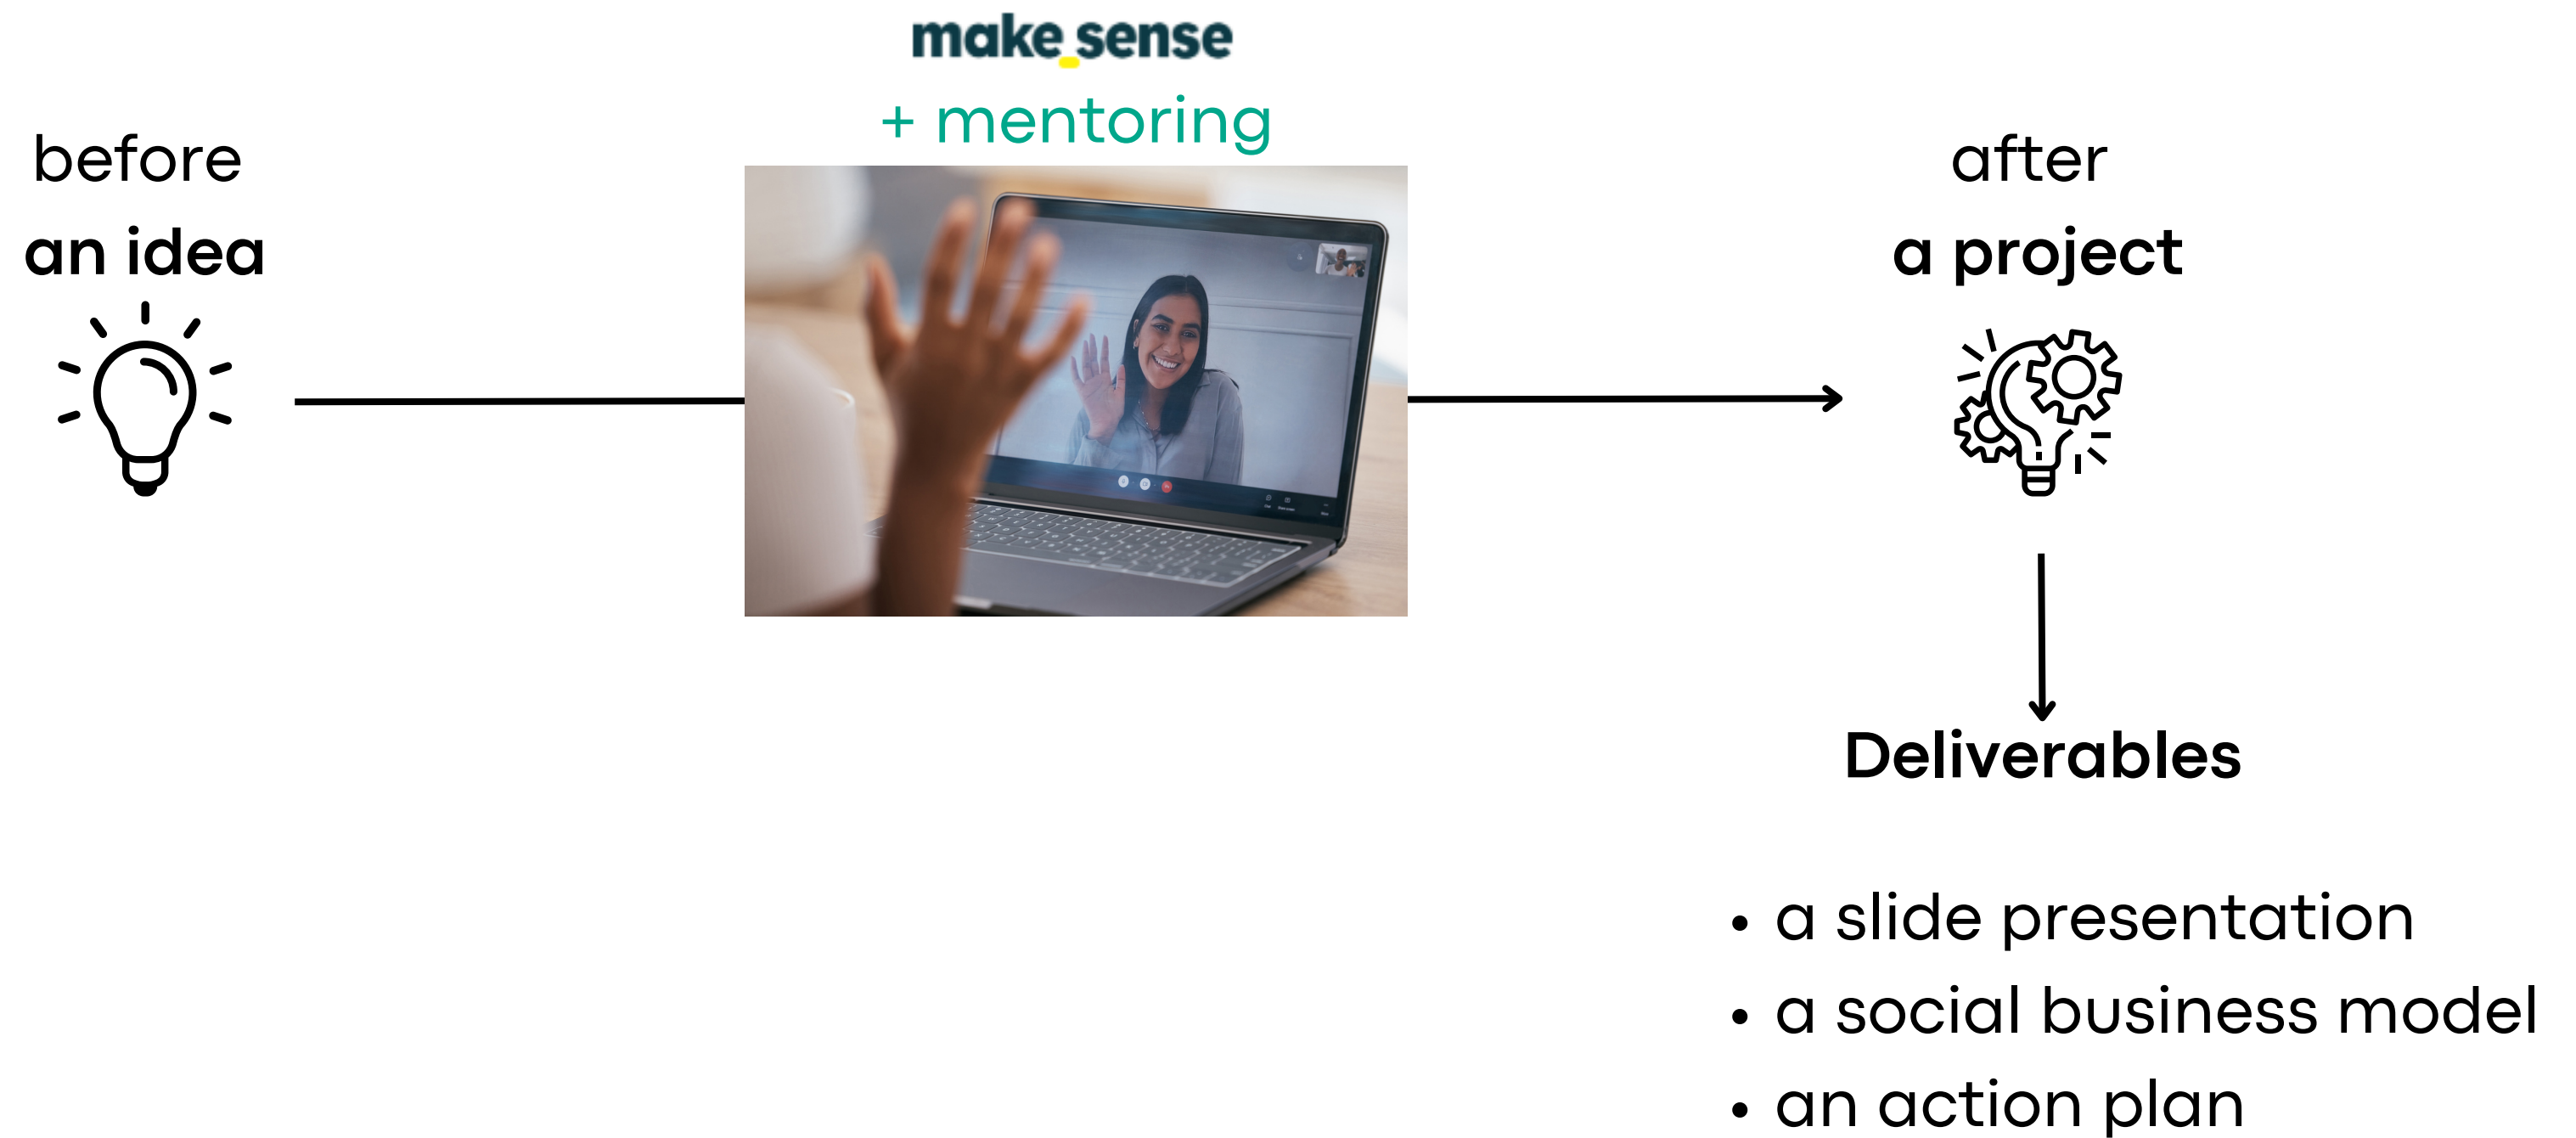 make_sense
+ mentoring
before
an idea
after
a project
Deliverables
• a slide presentation
• a social business model
• an action plan